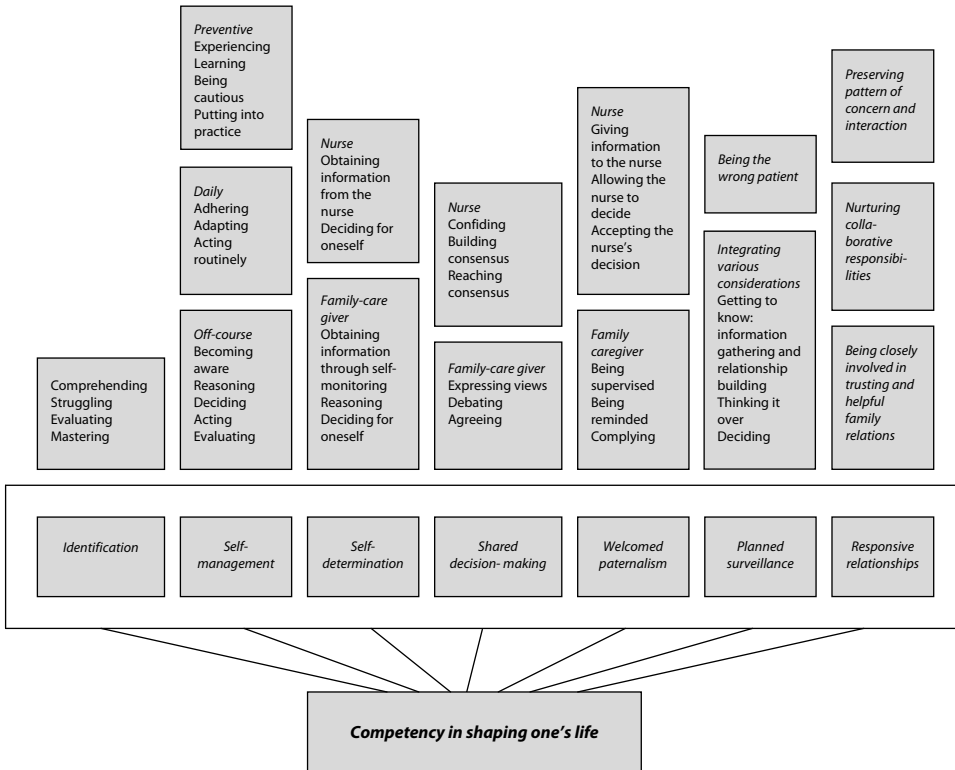 Preventive
Experiencing
Learning
Being
cautious
Putting into
practice
Daily
Adhering
Adapting
Acting
routinely
Off-course
Becoming
aware
Reasoning
Deciding
Acting
Evaluating
Comprehending
Struggling
Evaluating
Mastering
Nurse
Obtaining
information
from the
nurse
Deciding for
oneself
Family-care
giver
Obtaining
information
through self-
monitoring
Reasoning
Deciding for
oneself
Nurse
Confiding
Building
consensus
Reaching
consensus
Family-care giver
Expressing views
Debating
Agreeing
Nurse
Giving
information
to the nurse
Allowing the
nurse to
decide
Accepting the
nurse's
decision
Family
caregiver
Being
supervised
Being
reminded
Complying
Being the
wrong patient
Integrating
various
considerations
Getting to
know:
information
gathering and
relationship
building
Thinking it
over
Deciding
Preserving
pattern of
concern and
interaction
Nurturing
colla-
borative
responsibi-
lities
Being closely
involved in
trusting and
helpful
family
relations
Identification
Self-
management
Self-
determination
Shared
decision- making
Welcomed
paternalism
Planned
surveillance
Responsive
relationships
Competency in shaping one's life